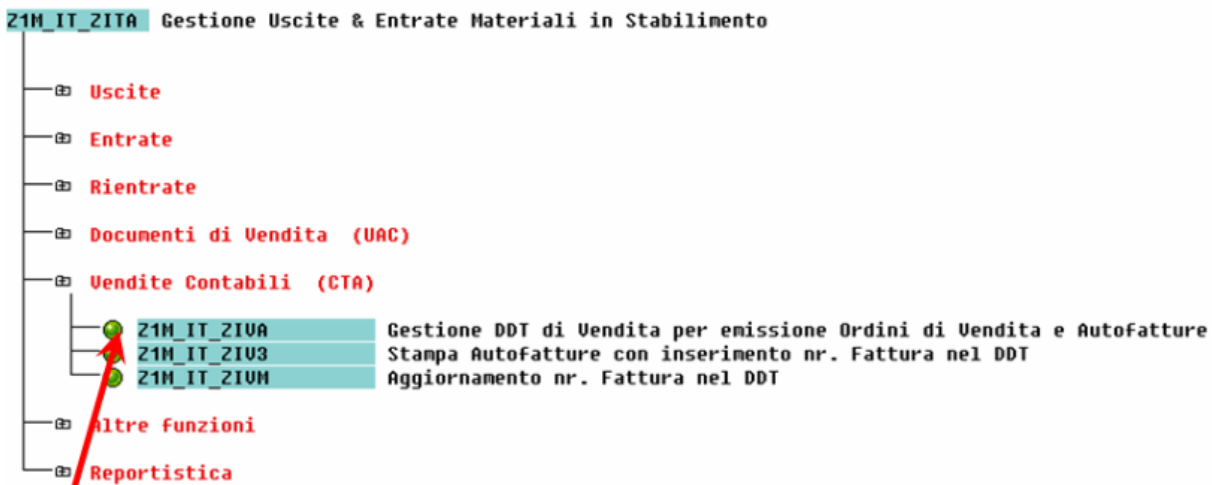 Z1M_IT_ZITA Gestione Uscite & Entrate Materiali in Stabilimento
Uscite
Entrate
Rientrate
Documenti di Vendita (UAC)
Vendite Contabili (CTA)
Z1M_IT_ZIVA Gestione DDT di Vendita per emissione Ordini di Vendita e Autofatture
Z1M_IT_ZIV3 Stampa Autofatture con inserimento nr. Fattura nel DDT
Z1M_IT_ZIVM Aggiornamento nr. Fattura nel DDT
Altre funzioni
Reportistica